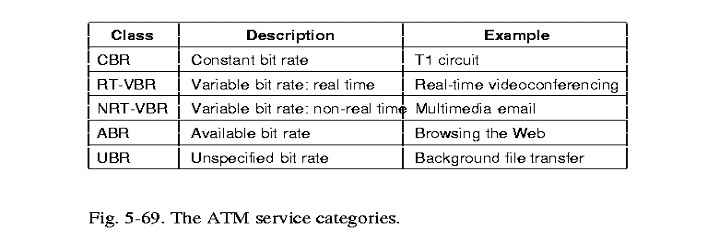 Class Description Example
CBR Constant bit rate T1 circuit
RT-VBR Variable bit rate: real time Real-time videoconferencing
NRT-VBR Variable bit rate: non-real time Multimedia email
ABR Available bit rate Browsing the Web
UBR Unspecified bit rate Background file transfer
Fig. 5-69. The ATM service categories.